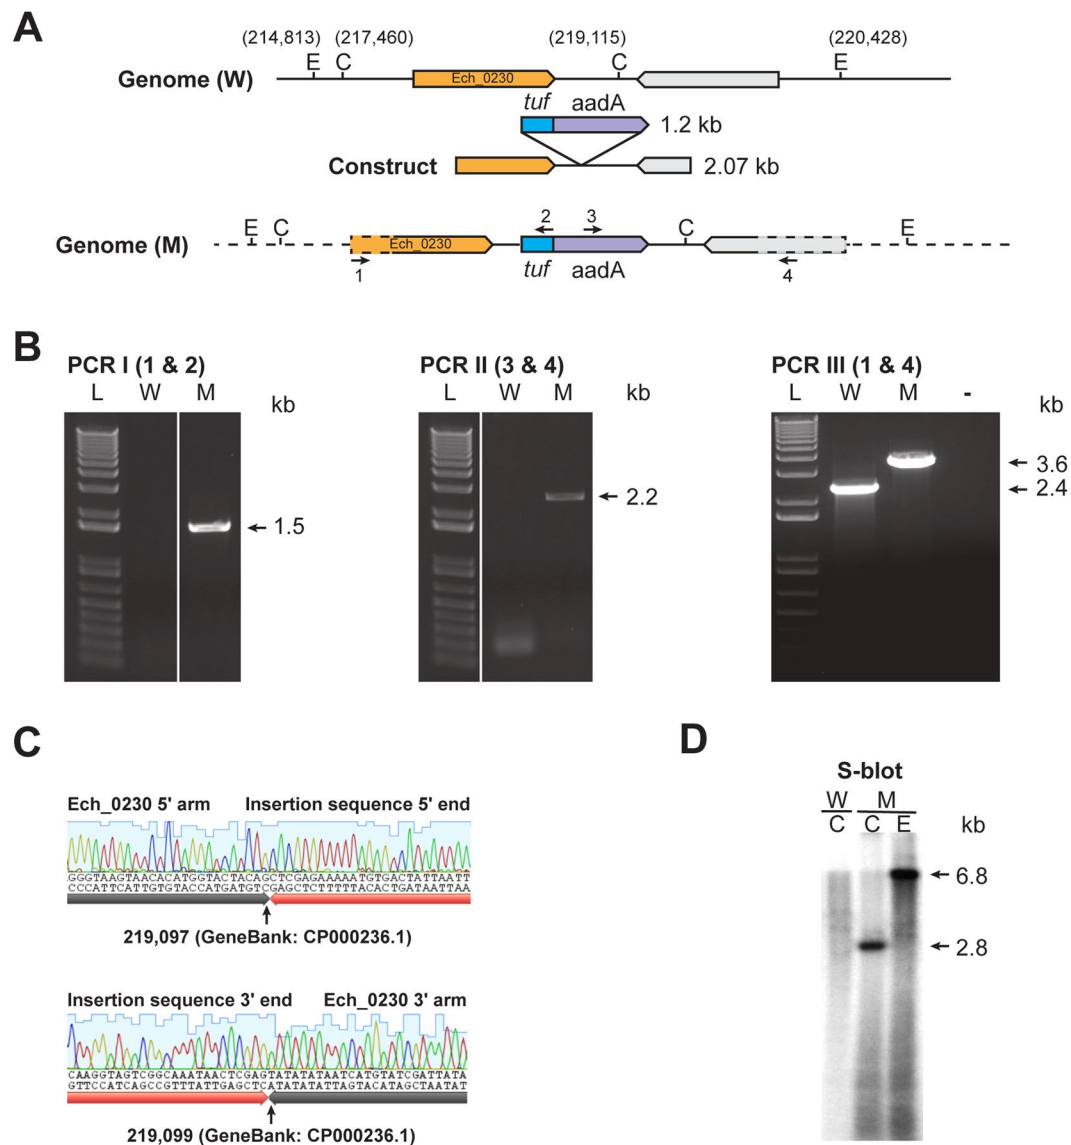 A
(214,813) (217,460) (219,115) (220,428)
E C C E
Genome (W) Ech_0230
tuf aadA
1.2 kb
Construct 2.07 kb
2 3
E C C E
Genome (M) Ech_0230
1 tuf aadA 4
B
PCR I (1 & 2) PCR II (3 & 4) PCR III (1 & 4)
L W M kb L W M kb L W M - kb
3.6
2.4
2.2
1.5
C
Ech_0230 5' arm Insertion sequence 5' end
GGGTAAGTAACACATGGTACTACAGCTCGAGAAAAATGTGACTATTAATT
CCCATTCATTGTGTACCATGATGTCGAGCTCTTTTTACACTGATAATTAA
219,097 (GeneBank: CP000236.1)
Insertion sequence 3' end Ech_0230 3' arm
CAAGGTAGTCGGCAAATAACTCGAGTATATATAATCATGTATCGATTATA
GTTCCATCAGCCGTTTATTGAGCTCATATATATTAGTACATAGCTAATAT
219,099 (GeneBank: CP000236.1)
D
S-blot
W M
C C E kb
6.8
2.8